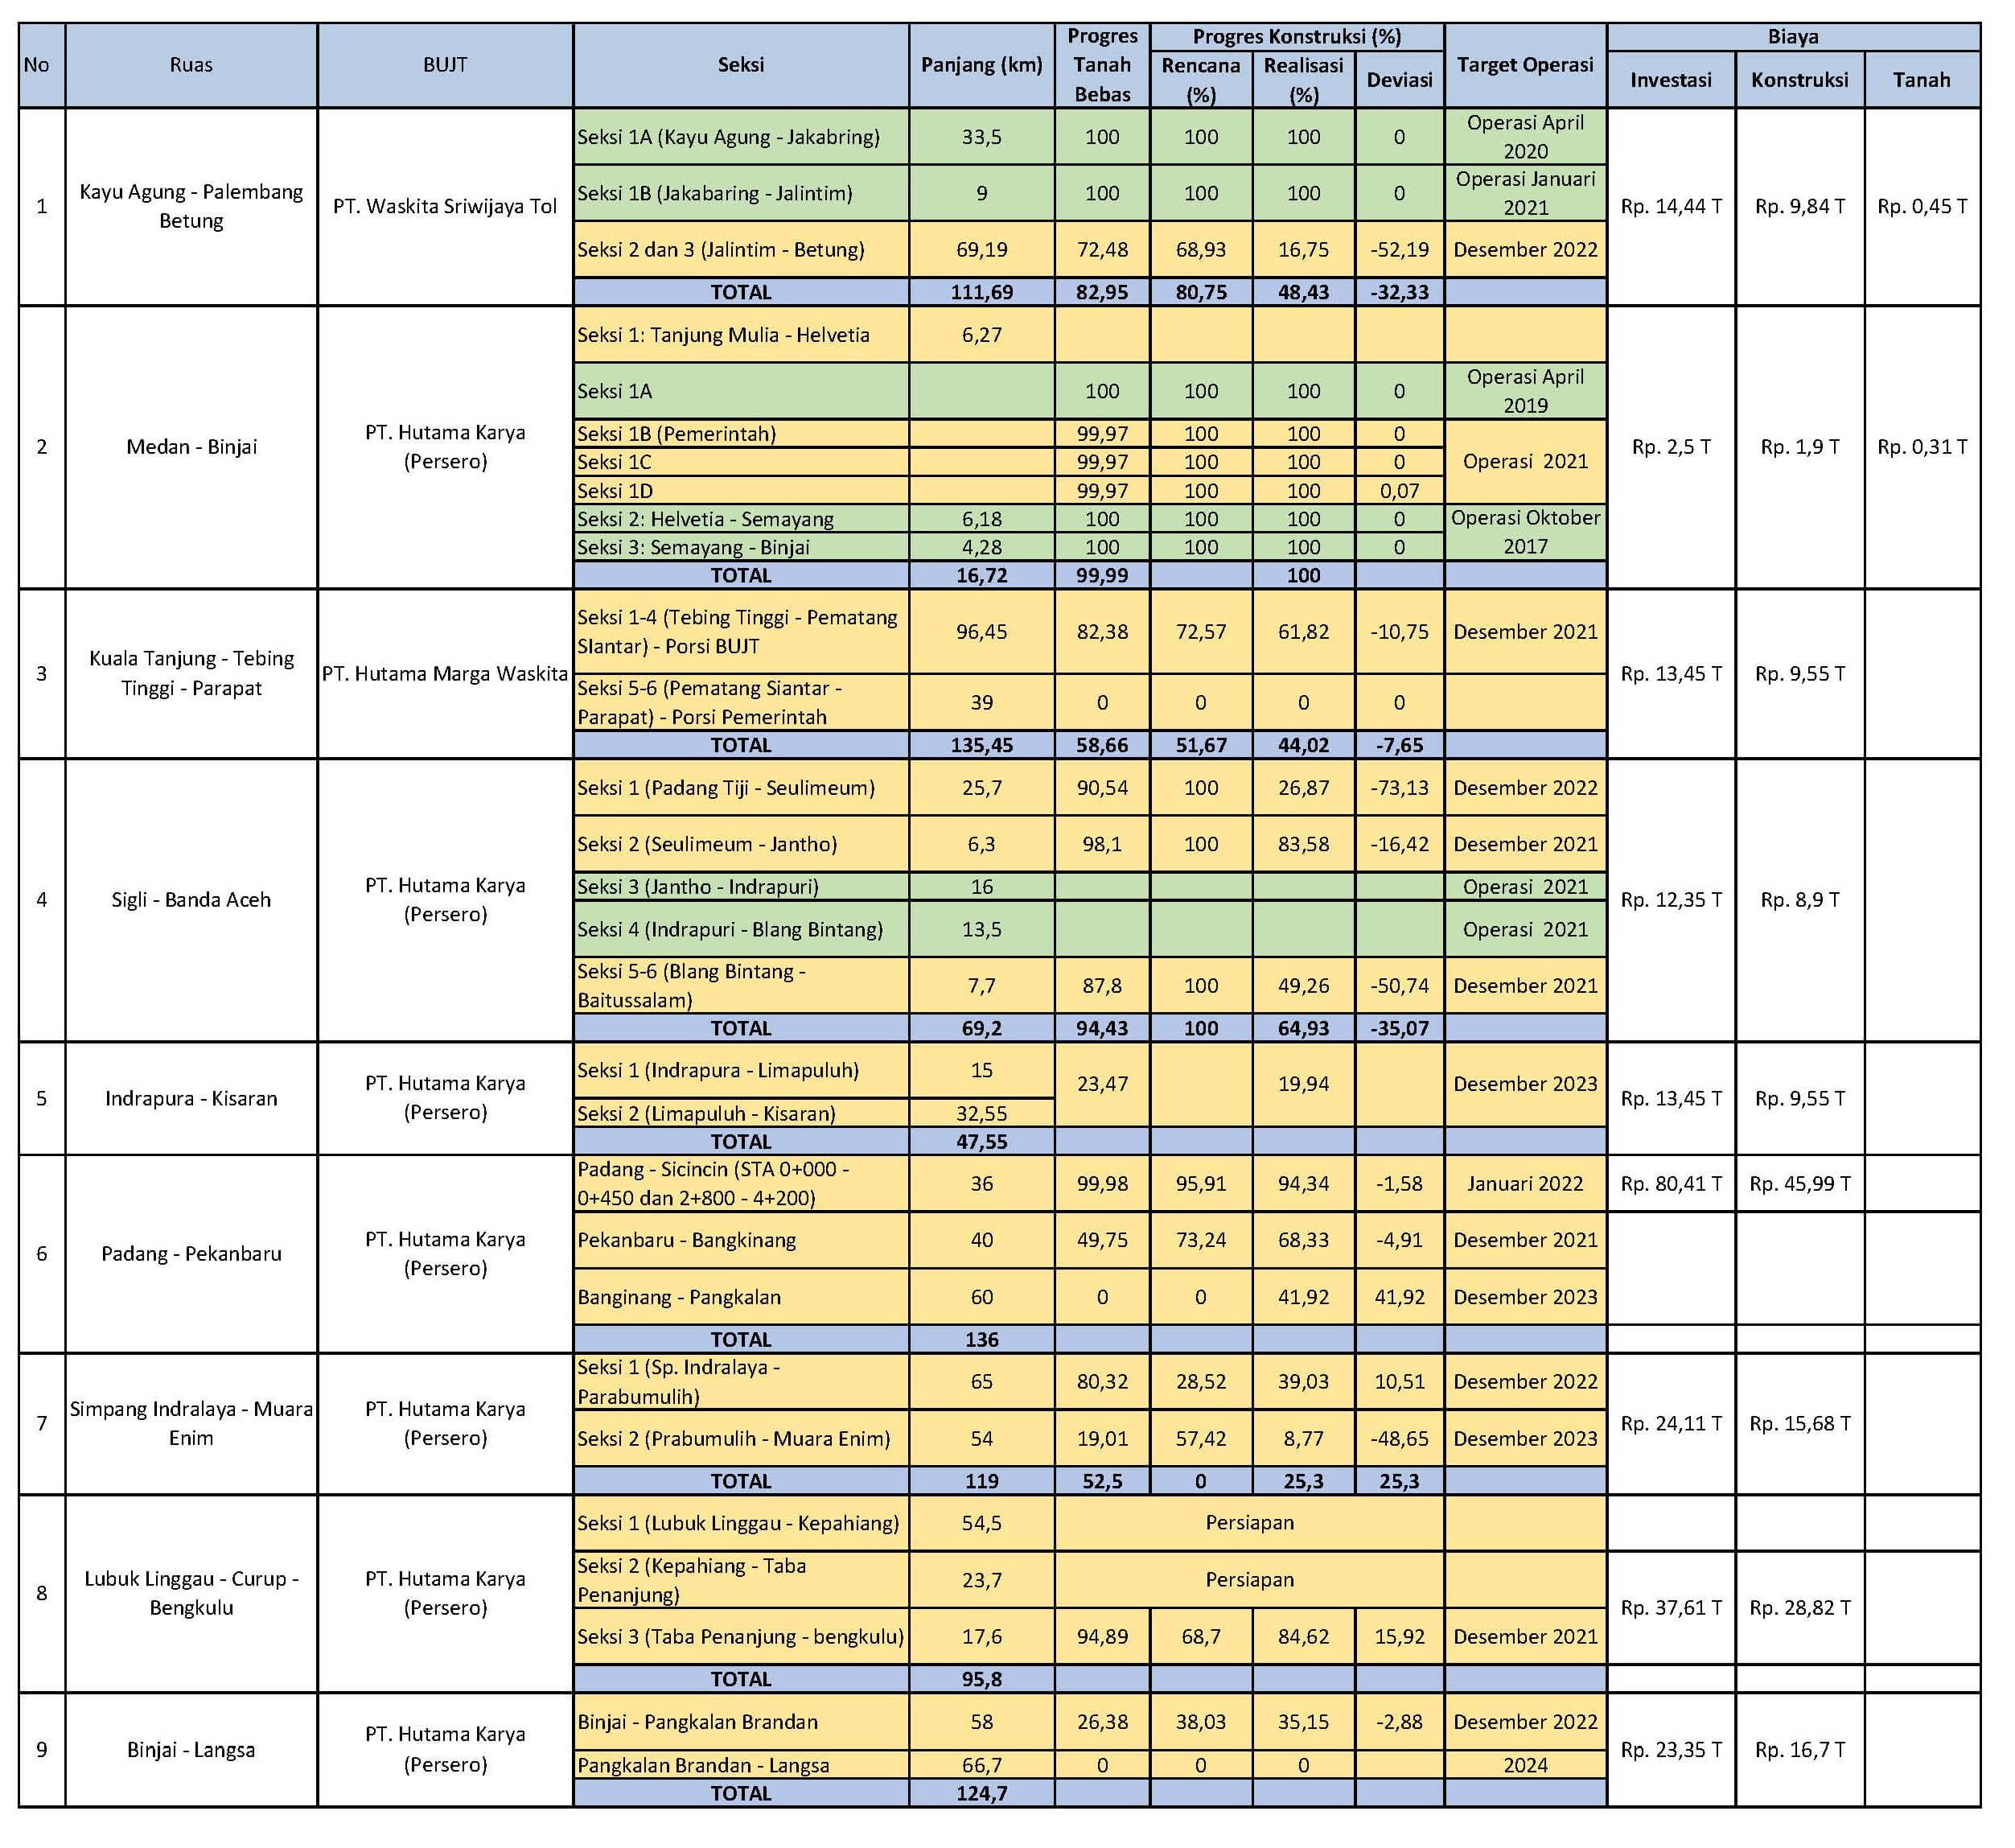 No Ruas BUJT Seksi Panjang (km) Progres Tanah Bebas Progres Konstruksi (%) Target Operasi Biaya
Rencana (%) Realisasi (%) Deviasi Investasi Konstruksi Tanah
1 Kayu Agung - Palembang Betung PT. Waskita Sriwijaya Tol Rp. 14,44 T Rp. 9,84 T Rp. 0,45 T
Seksi 1A (Kayu Agung - Jakabring) 33,5 100 100 100 0 Operasi April 2020
Seksi 1B (Jakabaring - Jalintim) 9 100 100 100 0 Operasi Januari 2021
Seksi 2 dan 3 (Jalintim - Betung) 69,19 72,48 68,93 16,75 -52,19 Desember 2022
TOTAL 111,69 82,95 80,75 48,43 -32,33
2 Medan - Binjai PT. Hutama Karya (Persero) Rp. 2,5 T Rp. 1,9 T Rp. 0,31 T
Seksi 1: Tanjung Mulia - Helvetia 6,27
Seksi 1A 100 100 100 0 Operasi April 2019
Seksi 1B (Pemerintah) 99,97 100 100 0
Seksi 1C 99,97 100 100 0 Operasi 2021
Seksi 1D 99,97 100 100 0,07
Seksi 2: Helvetia - Semayang 6,18 100 100 100 0 Operasi Oktober
Seksi 3: Semayang - Binjai 4,28 100 100 100 0 2017
TOTAL 16,72 99,99 100
3 Kuala Tanjung - Tebing Tinggi - Parapat PT. Hutama Marga Waskita Rp. 13,45 T Rp. 9,55 T
Seksi 1-4 (Tebing Tinggi - Pematang SIantar) - Porsi BUJT 96,45 82,38 72,57 61,82 -10,75 Desember 2021
Seksi 5-6 (Pematang Siantar - Parapat) - Porsi Pemerintah 39 0 0 0 0
TOTAL 135,45 58,66 51,67 44,02 -7,65
4 Sigli - Banda Aceh PT. Hutama Karya (Persero) Rp. 12,35 T Rp. 8,9 T
Seksi 1 (Padang Tiji - Seulimeum) 25,7 90,54 100 26,87 -73,13 Desember 2022
Seksi 2 (Seulimeum - Jantho) 6,3 98,1 100 83,58 -16,42 Desember 2021
Seksi 3 (Jantho - Indrapuri) 16 Operasi 2021
Seksi 4 (Indrapuri - Blang Bintang) 13,5 Operasi 2021
Seksi 5-6 (Blang Bintang - Baitussalam) 7,7 87,8 100 49,26 -50,74 Desember 2021
TOTAL 69,2 94,43 100 64,93 -35,07
5 Indrapura - Kisaran PT. Hutama Karya (Persero) Rp. 13,45 T Rp. 9,55 T
Seksi 1 (Indrapura - Limapuluh) 15 23,47 19,94 Desember 2023
Seksi 2 (Limapuluh - Kisaran) 32,55
TOTAL 47,55
6 Padang - Pekanbaru PT. Hutama Karya (Persero)
Padang - Sicincin (STA 0+000 - 0+450 dan 2+800 - 4+200) 36 99,98 95,91 94,34 -1,58 Januari 2022 Rp. 80,41 T Rp. 45,99 T
Pekanbaru - Bangkinang 40 49,75 73,24 68,33 -4,91 Desember 2021
Banginang - Pangkalan 60 0 0 41,92 41,92 Desember 2023
TOTAL 136
7 Simpang Indralaya - Muara Enim PT. Hutama Karya (Persero) Rp. 24,11 T Rp. 15,68 T
Seksi 1 (Sp. Indralaya - Parabumulih) 65 80,32 28,52 39,03 10,51 Desember 2022
Seksi 2 (Prabumulih - Muara Enim) 54 19,01 57,42 8,77 -48,65 Desember 2023
TOTAL 119 52,5 0 25,3 25,3
8 Lubuk Linggau - Curup - Bengkulu PT. Hutama Karya (Persero) Rp. 37,61 T Rp. 28,82 T
Seksi 1 (Lubuk Linggau - Kepahiang) 54,5 Persiapan
Seksi 2 (Kepahiang - Taba Penanjung) 23,7 Persiapan
Seksi 3 (Taba Penanjung - bengkulu) 17,6 94,89 68,7 84,62 15,92 Desember 2021
TOTAL 95,8
9 Binjai - Langsa PT. Hutama Karya (Persero) Rp. 23,35 T Rp. 16,7 T
Binjai - Pangkalan Brandan 58 26,38 38,03 35,15 -2,88 Desember 2022
Pangkalan Brandan - Langsa 66,7 0 0 0 2024
TOTAL 124,7